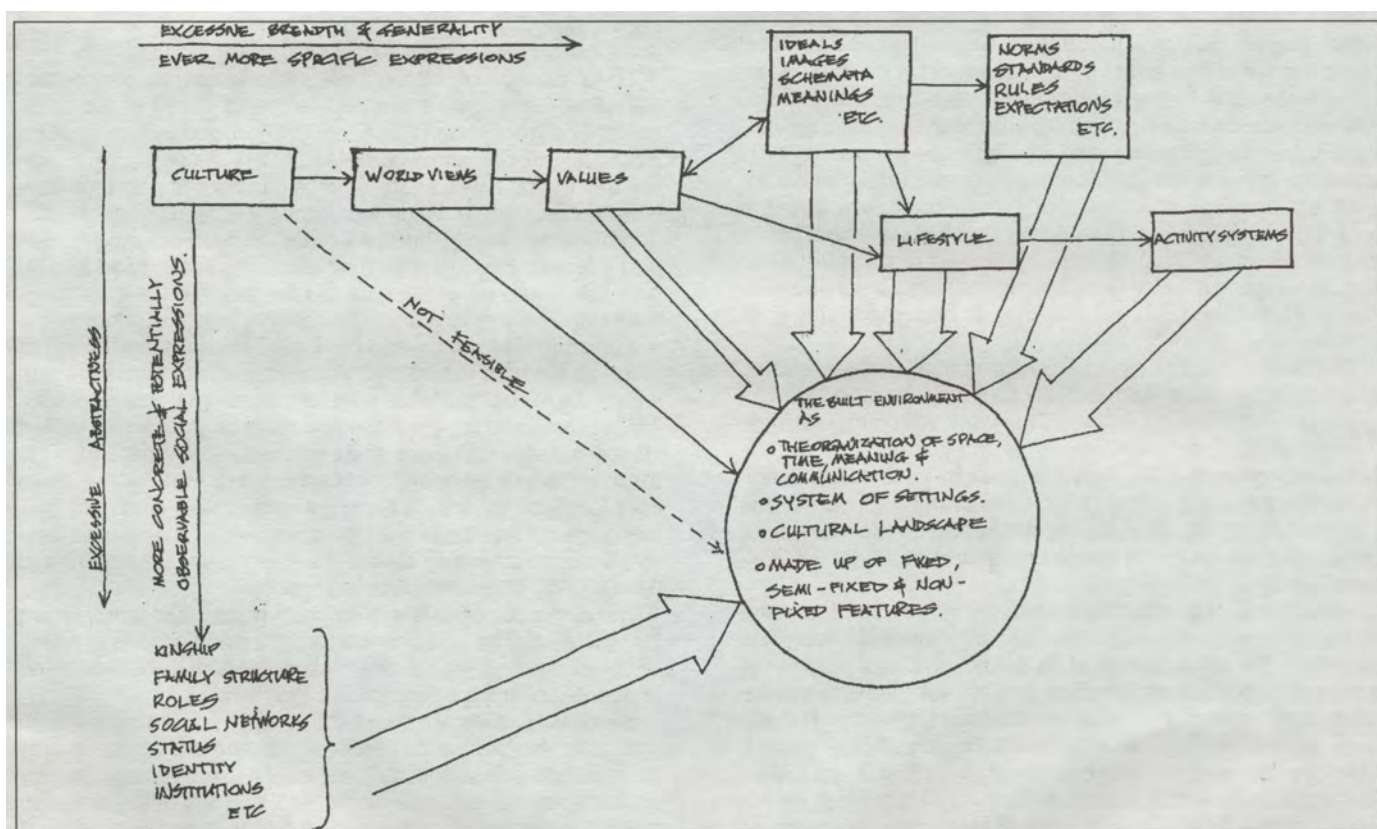 EXCESSIVE BREADTH & GENERALITY
EVER MORE SPECIFIC EXPRESSIONS
IDEALS
IMAGES
SCHEMATA
MEANINGS
ETC.
NORMS
STANDARDS
RULES
EXPECTATIONS
ETC.
CULTURE
WORLD VIEWS
VALUES
LIFESTYLE
ACTIVITY SYSTEMS
EXCESSIVE ABSTRACTNESS
MORE CONCRETE & POTENTIALLY
OBSERVABLE SOCIAL EXPRESSIONS.
NOT FEASIBLE
THE BUILT ENVIRONMENT
AS
• THE ORGANIZATION OF SPACE,
TIME, MEANING &
COMMUNICATION.
• SYSTEM OF SETTINGS.
• CULTURAL LANDSCAPE
• MADE UP OF FIXED,
SEMI-FIXED & NON-
FIXED FEATURES.
KINSHIP
FAMILY STRUCTURE
ROLES
SOCIAL NETWORKS
STATUS
IDENTITY
INSTITUTIONS
ETC